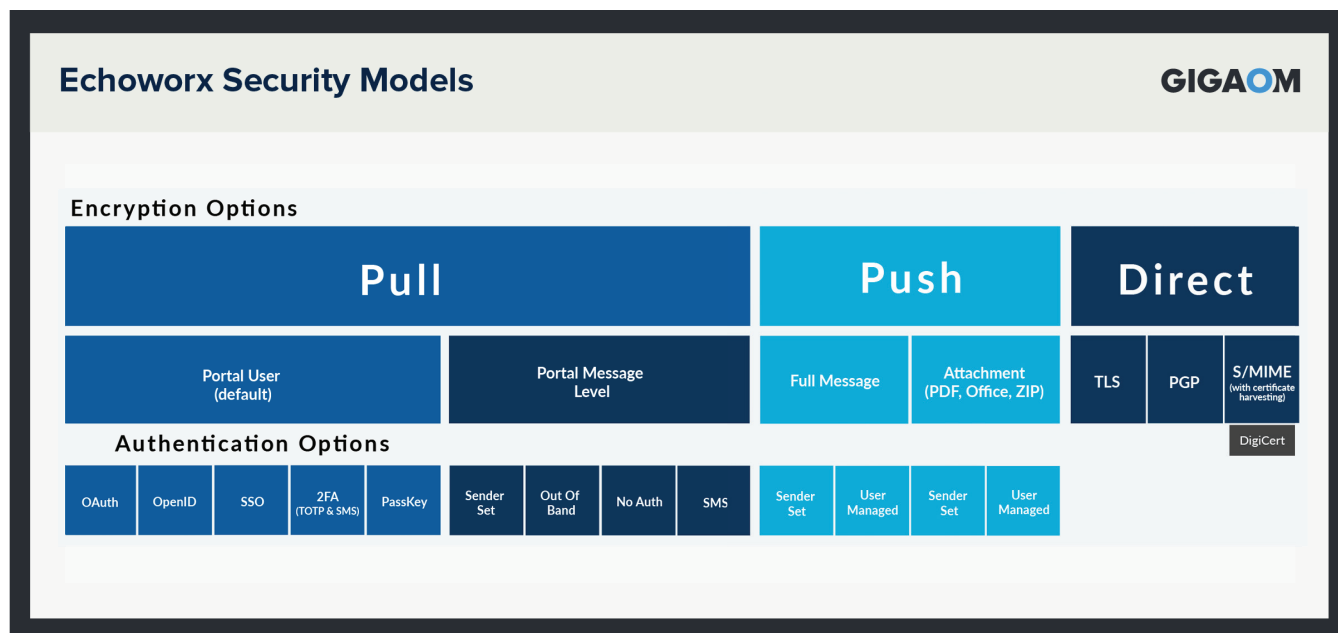 Echoworx Security Models
GIGAOM
Encryption Options
Pull
Push
Direct
Portal User
(default)
Portal Message
Level
Full Message
Attachment
(PDF, Office, ZIP)
TLS
PGP
S/MIME
(with certificate
harvesting)
Authentication Options
DigiCert
OAuth
OpenID
SSO
2FA
(TOTP & SMS)
PassKey
Sender
Set
Out Of
Band
No Auth
SMS
Sender
Set
User
Managed
Sender
Set
User
Managed